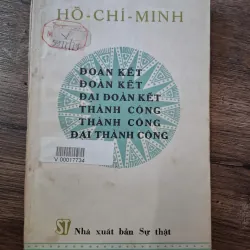 HỒ-CHÍ-MINH
ĐOÀN KẾT
ĐOÀN KẾT
ĐẠI ĐOÀN KẾT
THÀNH CÔNG
THÀNH CÔNG
ĐẠI THÀNH CÔNG
V 00017734
ST Nhà xuất bản Sự thật